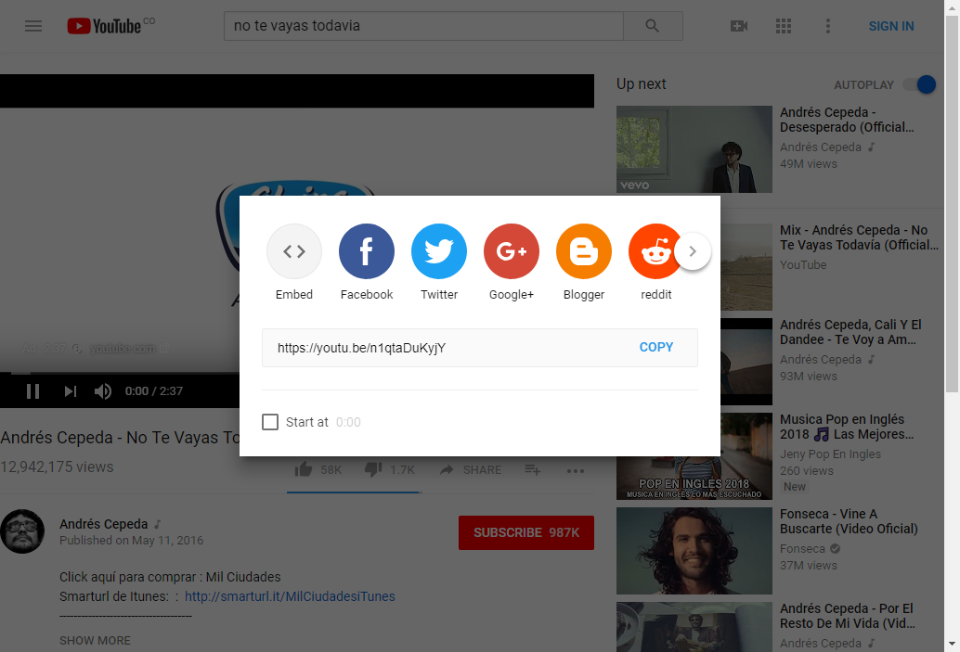 YouTube CO
no te vayas todavia
SIGN IN
Up next
AUTOPLAY
Andrés Cepeda -
Desesperado (Official...
Andrés Cepeda
49M views
vevo
Mix - Andrés Cepeda - No
Te Vayas Todavía (Official...
YouTube
Andrés Cepeda, Cali Y El
Dandee - Te Voy a Am...
Andrés Cepeda
93M views
Musica Pop en Inglés
2018 🎵 Las Mejores...
Jeny Pop En Ingles
260 views
New
POP EN INGLES 2018
MUSICA EN INGLES LO MAS ESCUCHADO
Fonseca - Vine A
Buscarte (Video Oficial)
Fonseca
37M views
Andrés Cepeda - Por El
Resto De Mi Vida (Vid...
Andrés Cepeda
Embed
Facebook
Twitter
Google+
G+
Blogger
reddit
https://youtu.be/n1qtaDuKyjY
COPY
Start at 0:00
youtube.com
0:00 / 2:37
Andrés Cepeda - No Te Vayas To
12,942,175 views
58K
1.7K
SHARE
Andrés Cepeda
Published on May 11, 2016
SUBSCRIBE 987K
Click aquí para comprar : Mil Ciudades
Smarturl de Itunes: : http://smarturl.it/MilCiudadesiTunes
------------------------------------
SHOW MORE